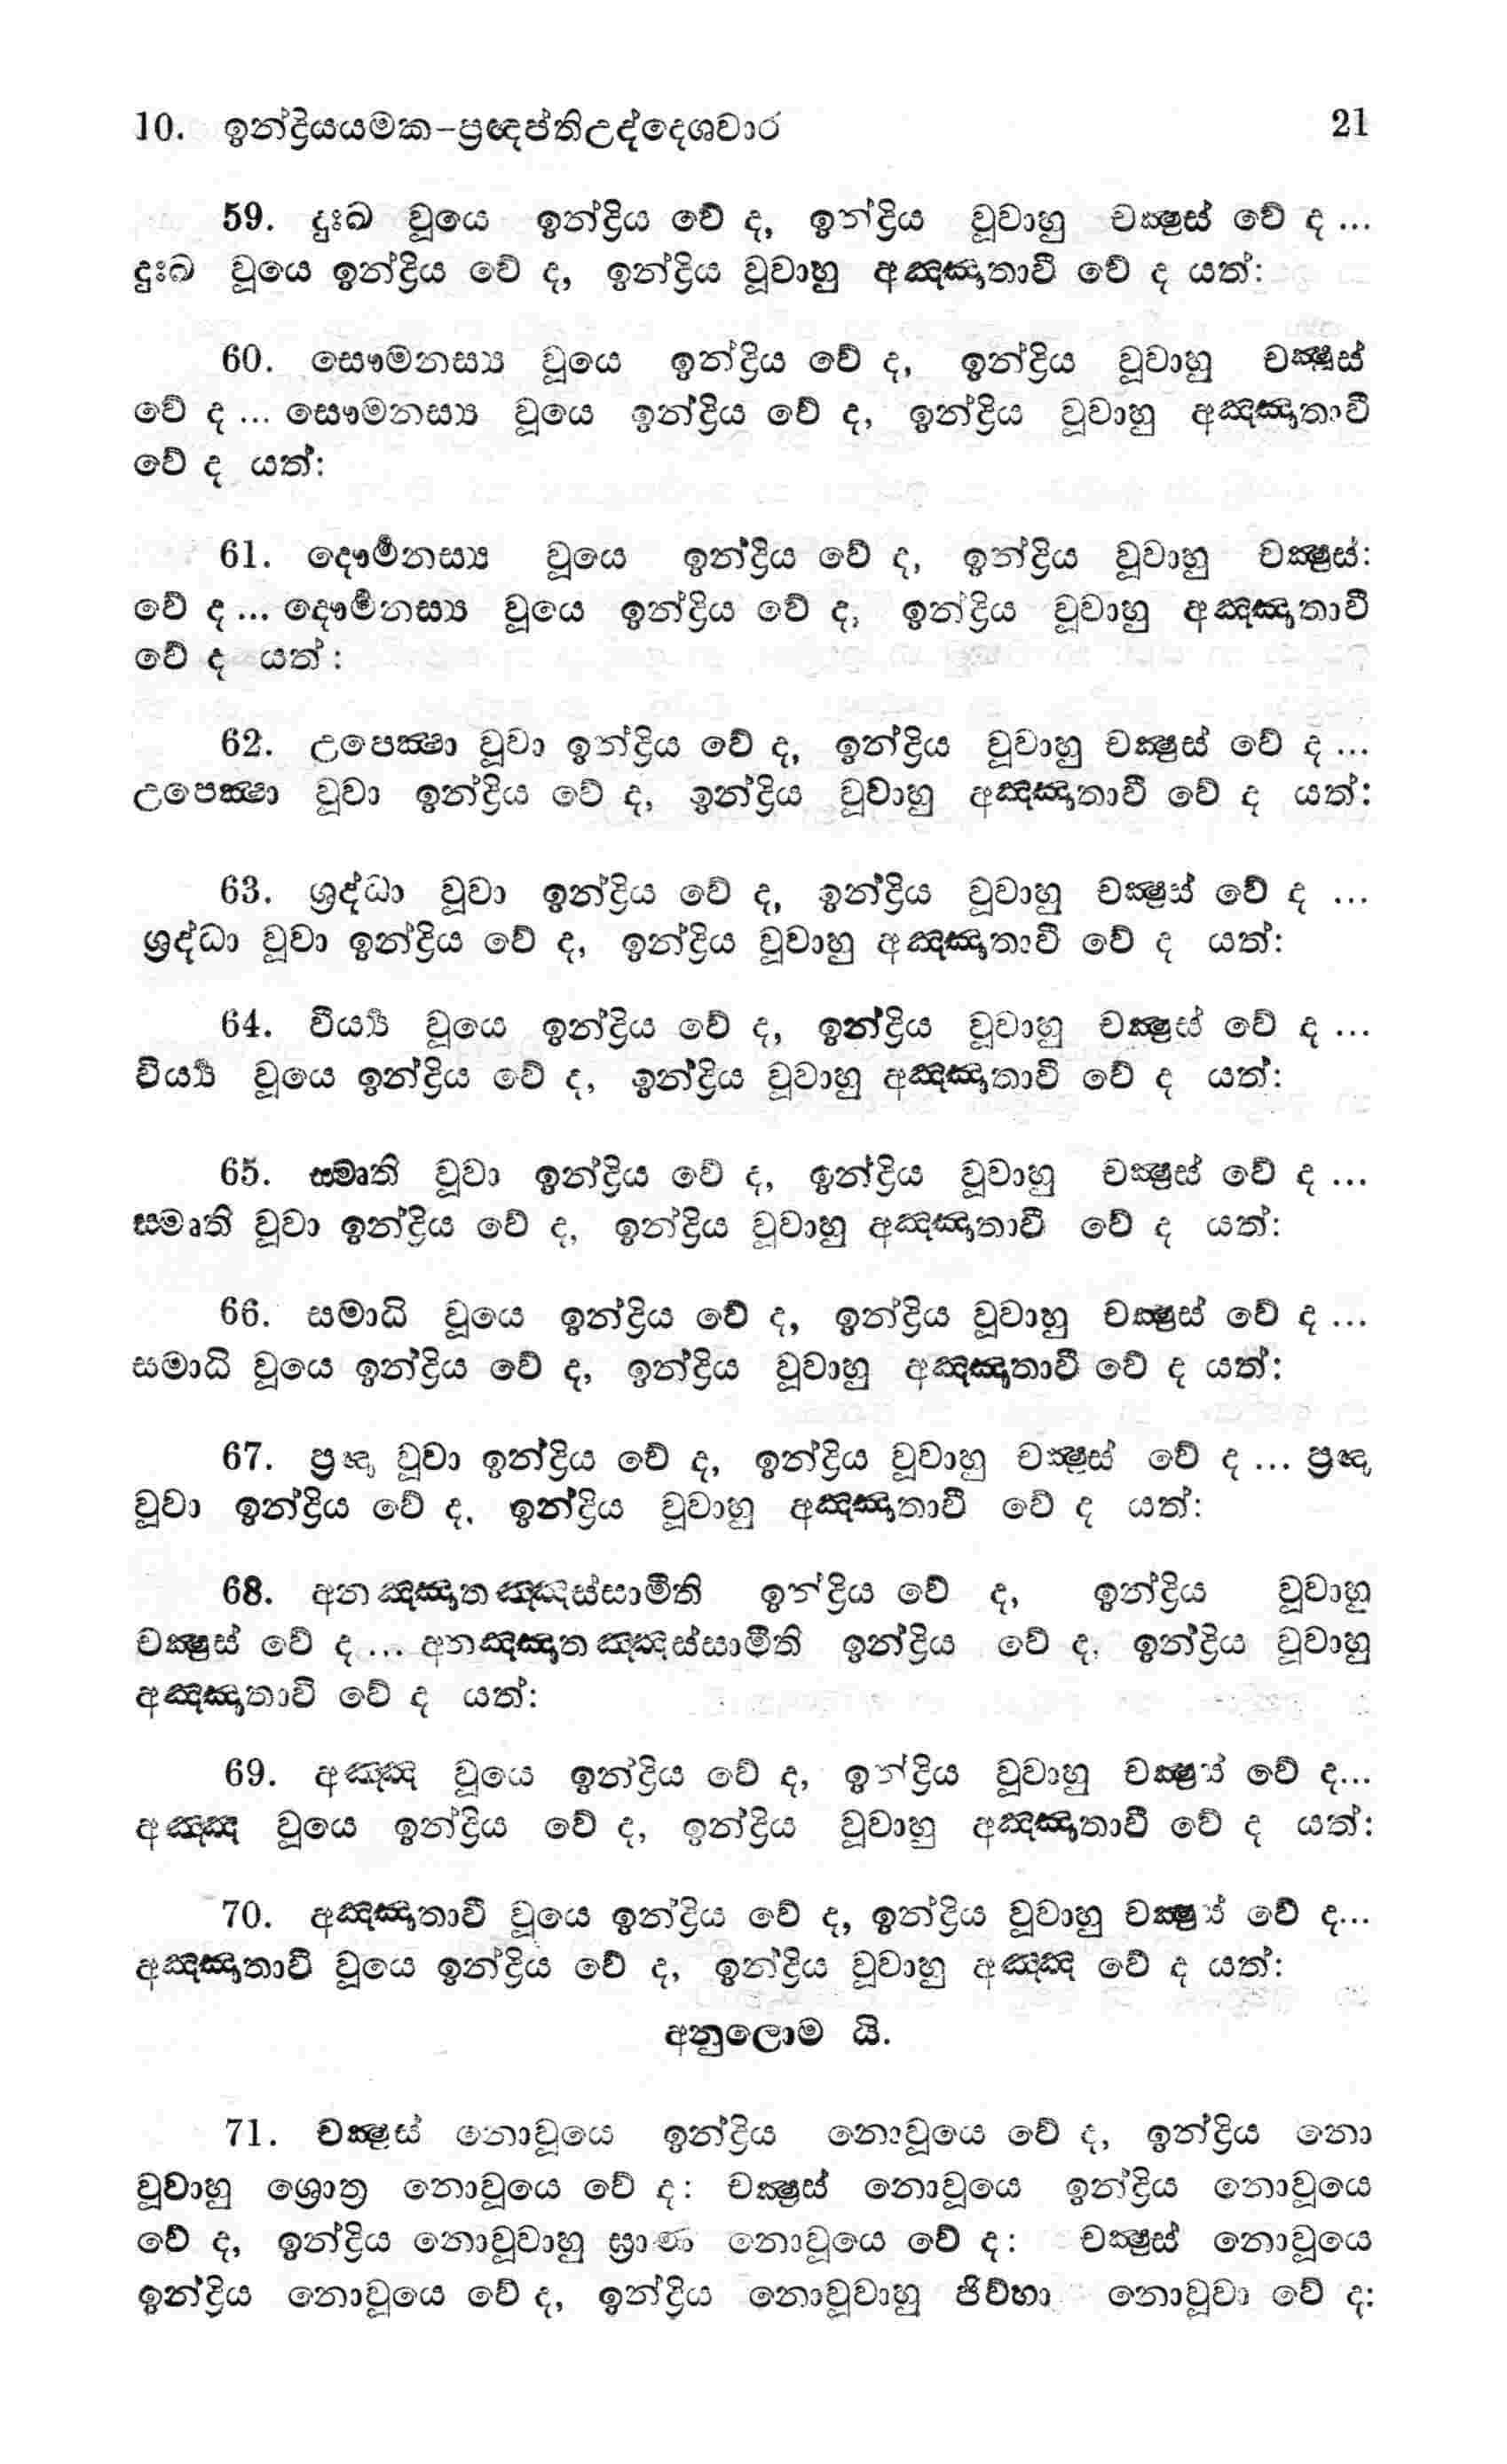 10. ඉන්ද්‍රියයමක-ප්‍රඥප්තිඋද්දෙශවාර 21
59. දුඃඛ වූයෙ ඉන්ද්‍රිය වේ ද, ඉන්ද්‍රිය වූවාහු චක්‍ෂුස් වේ ද ...
දුඃඛ වූයෙ ඉන්ද්‍රිය වේ ද, ඉන්ද්‍රිය වූවාහු අඤ්ඤාතාවී වේ ද යත්:
60. සෞමනස්‍ය වූයෙ ඉන්ද්‍රිය වේ ද, ඉන්ද්‍රිය වූවාහු චක්‍ෂුස්
වේ ද ... සෞමනස්‍ය වූයෙ ඉන්ද්‍රිය වේ ද, ඉන්ද්‍රිය වූවාහු අඤ්ඤාතාවී
වේ ද යත්:
61. දෞර්‍මනස්‍ය වූයෙ ඉන්ද්‍රිය වේ ද, ඉන්ද්‍රිය වූවාහු චක්‍ෂුස්:
වේ ද ... දෞර්‍මනස්‍ය වූයෙ ඉන්ද්‍රිය වේ ද, ඉන්ද්‍රිය වූවාහු අඤ්ඤාතාවී
වේ ද යත්:
62. උපෙක්‍ෂා වූවා ඉන්ද්‍රිය වේ ද, ඉන්ද්‍රිය වූවාහු චක්‍ෂුස් වේ ද ...
උපෙක්‍ෂා වූවා ඉන්ද්‍රිය වේ ද, ඉන්ද්‍රිය වූවාහු අඤ්ඤාතාවී වේ ද යත්:
63. ශ්‍රද්ධා වූවා ඉන්ද්‍රිය වේ ද, ඉන්ද්‍රිය වූවාහු චක්‍ෂුස් වේ ද ...
ශ්‍රද්ධා වූවා ඉන්ද්‍රිය වේ ද, ඉන්ද්‍රිය වූවාහු අඤ්ඤාතාවී වේ ද යත්:
64. වීර්‍ය්‍ය වූයෙ ඉන්ද්‍රිය වේ ද, ඉන්ද්‍රිය වූවාහු චක්‍ෂුස් වේ ද ...
වීර්‍ය්‍ය වූයෙ ඉන්ද්‍රිය වේ ද, ඉන්ද්‍රිය වූවාහු අඤ්ඤාතාවී වේ ද යත්:
65. සමෘති වූවා ඉන්ද්‍රිය වේ ද, ඉන්ද්‍රිය වූවාහු චක්‍ෂුස් වේ ද ...
සමෘති වූවා ඉන්ද්‍රිය වේ ද, ඉන්ද්‍රිය වූවාහු අඤ්ඤාතාවී වේ ද යත්:
66. සමාධි වූයෙ ඉන්ද්‍රිය වේ ද, ඉන්ද්‍රිය වූවාහු චක්‍ෂුස් වේ ද ...
සමාධි වූයෙ ඉන්ද්‍රිය වේ ද, ඉන්ද්‍රිය වූවාහු අඤ්ඤාතාවී වේ ද යත්:
67. ප්‍රඥා වූවා ඉන්ද්‍රිය වේ ද, ඉන්ද්‍රිය වූවාහු චක්‍ෂුස් වේ ද ... ප්‍රඥා
වූවා ඉන්ද්‍රිය වේ ද, ඉන්ද්‍රිය වූවාහු අඤ්ඤාතාවී වේ ද යත්:
68. අනඤ්ඤාතඤ්ඤස්සාමීති ඉන්ද්‍රිය වේ ද, ඉන්ද්‍රිය වූවාහු
චක්‍ෂුස් වේ ද ... අනඤ්ඤාතඤ්ඤස්සාමීති ඉන්ද්‍රිය වේ ද, ඉන්ද්‍රිය වූවාහු
අඤ්ඤාතාවි වේ ද යත්:
69. අඤ්ඤ වූයෙ ඉන්ද්‍රිය වේ ද, ඉන්ද්‍රිය වූවාහු චක්‍ෂුස් වේ ද...
අඤ්ඤ වූයෙ ඉන්ද්‍රිය වේ ද, ඉන්ද්‍රිය වූවාහු අඤ්ඤාතාවී වේ ද යත්:
70. අඤ්ඤාතාවී වූයෙ ඉන්ද්‍රිය වේ ද, ඉන්ද්‍රිය වූවාහු චක්‍ෂුස් වේ ද...
අඤ්ඤාතාවී වූයෙ ඉන්ද්‍රිය වේ ද, ඉන්ද්‍රිය වූවාහු අඤ්ඤ වේ ද යත්:
අනුලොම යි.
71. චක්‍ෂුස් නොවූයෙ ඉන්ද්‍රිය නොවූයෙ වේ ද, ඉන්ද්‍රිය නො
වූවාහු ශ්‍රොත්‍ර නොවූයෙ වේ ද: චක්‍ෂුස් නොවූයෙ ඉන්ද්‍රිය නොවූයෙ
වේ ද, ඉන්ද්‍රිය නොවූවාහු ඝ්‍රාණ නොවූයෙ වේ ද: චක්‍ෂුස් නොවූයෙ
ඉන්ද්‍රිය නොවූයෙ වේ ද, ඉන්ද්‍රිය නොවූවාහු ජිව්හා නොවූවා වේ ද: